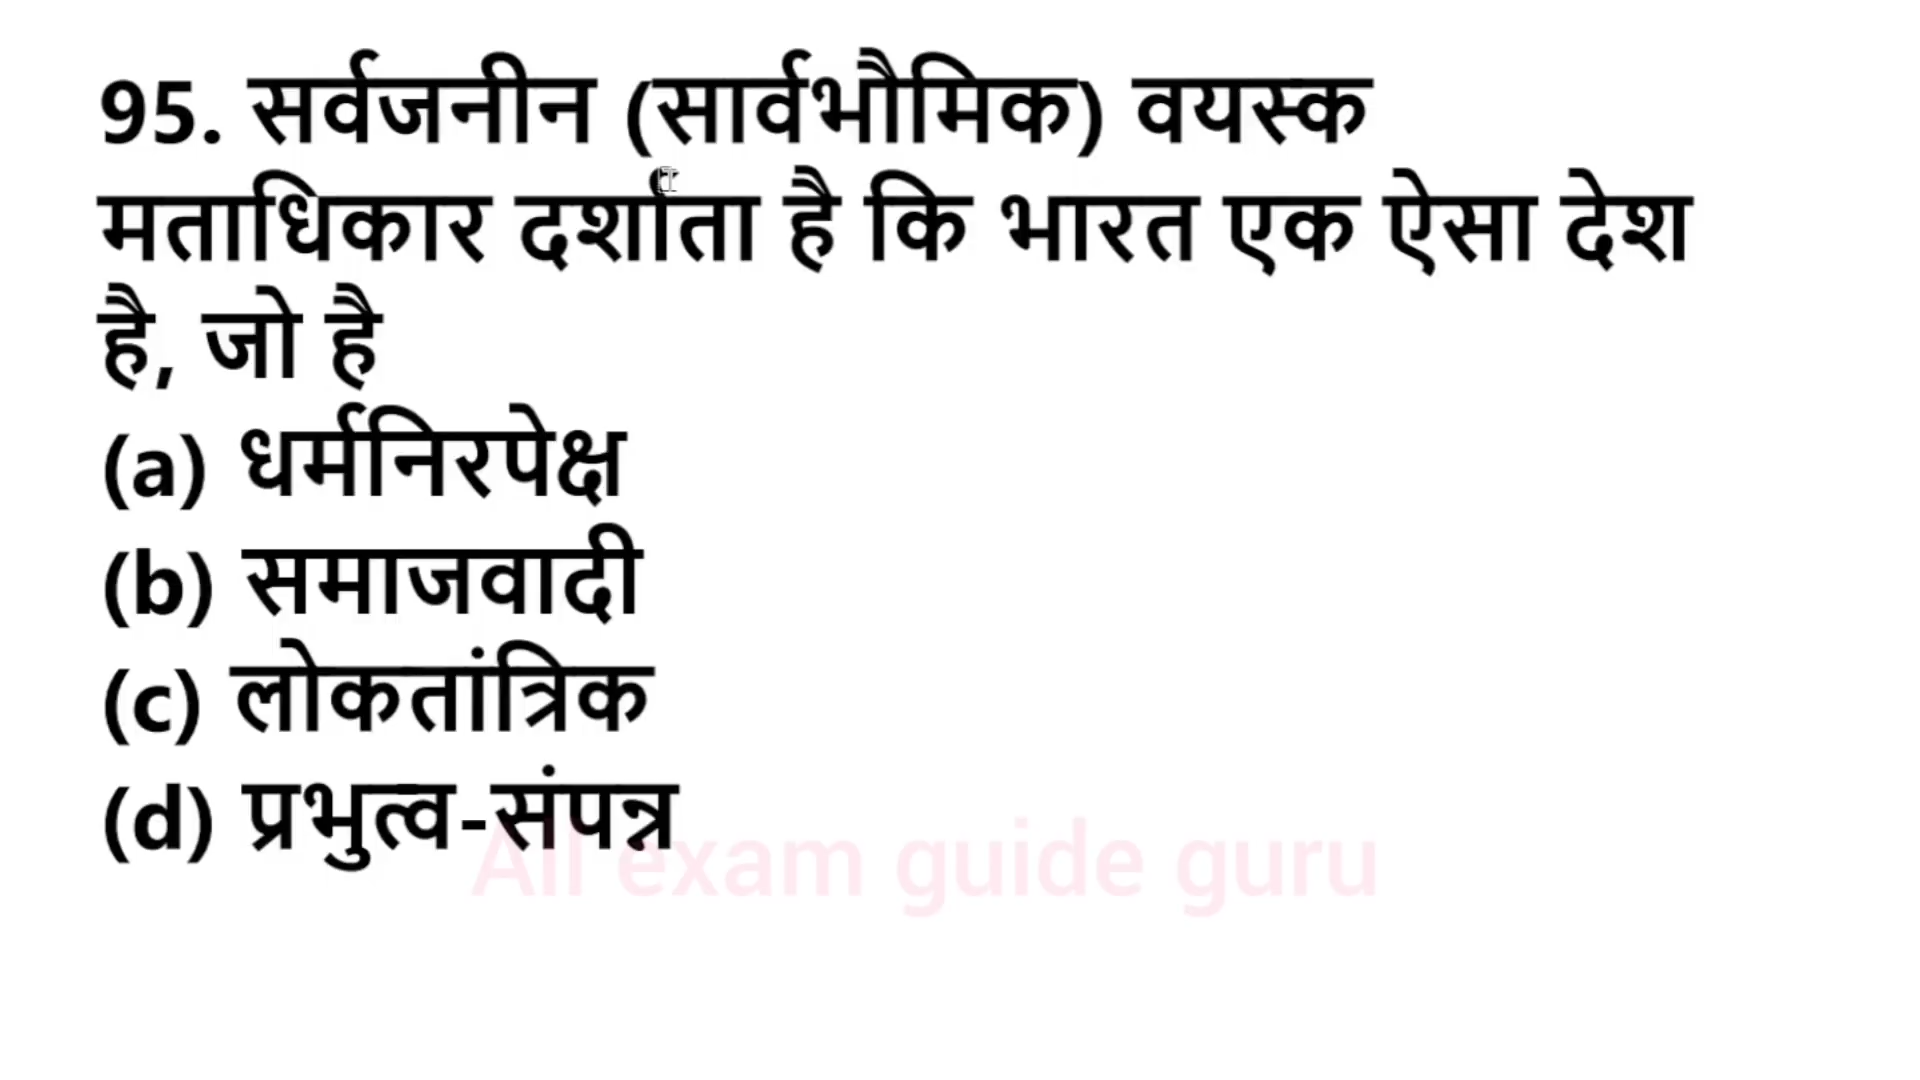 95. सर्वजनीन (सार्वभौमिक) वयस्क
मताधिकार दर्शाता है कि भारत एक ऐसा देश
है, जो है
(a) धर्मनिरपेक्ष
(b) समाजवादी
(c) लोकतांत्रिक
(d) प्रभुत्व-संपन्न
All exam guide guru